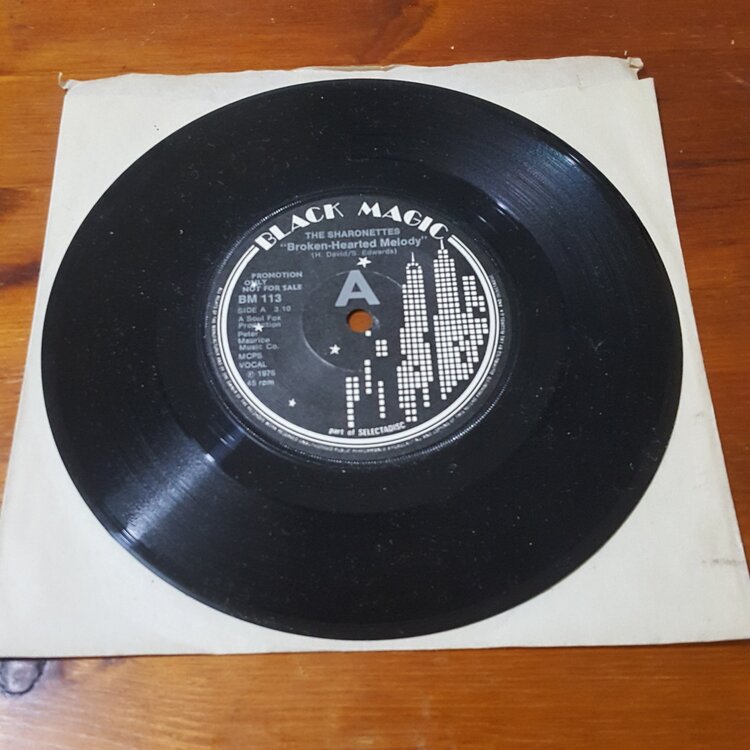 BLACK MAGIC
THE SHARONETTES
"Broken-Hearted Melody"
(H. David/S. Edwards)
A
PROMOTION
ONLY
NOT FOR SALE
BM 113
SIDE A 3.10
A Soul Fox
Production
Peter
Maurice
Music Co.
MCPS
VOCAL
℗ 1975
45 rpm
part of SELECTADISC